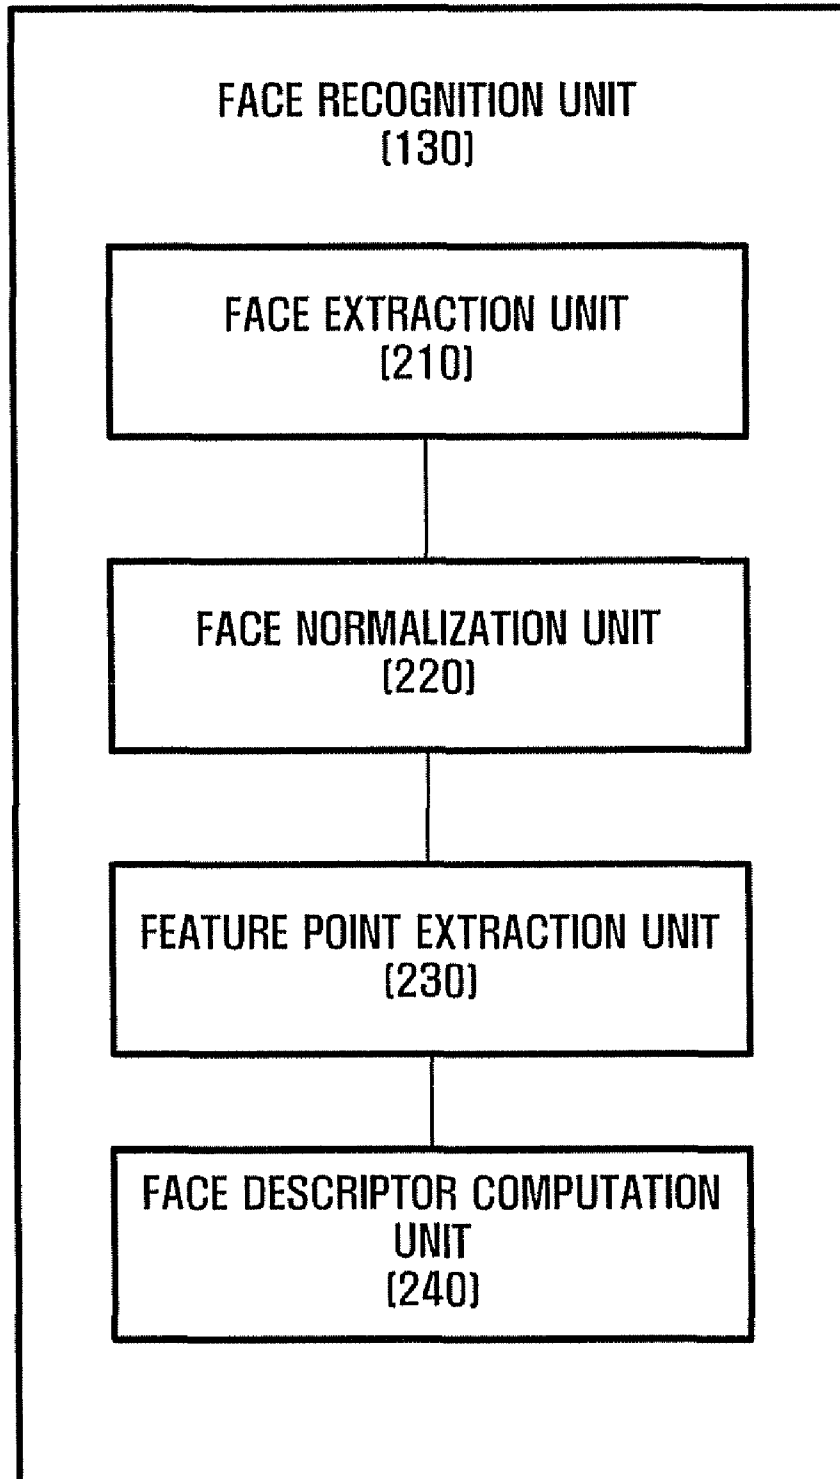 FACE RECOGNITION UNIT
(130)
FACE EXTRACTION UNIT
(210)
FACE NORMALIZATION UNIT
(220)
FEATURE POINT EXTRACTION UNIT
(230)
FACE DESCRIPTOR COMPUTATION
UNIT
(240)